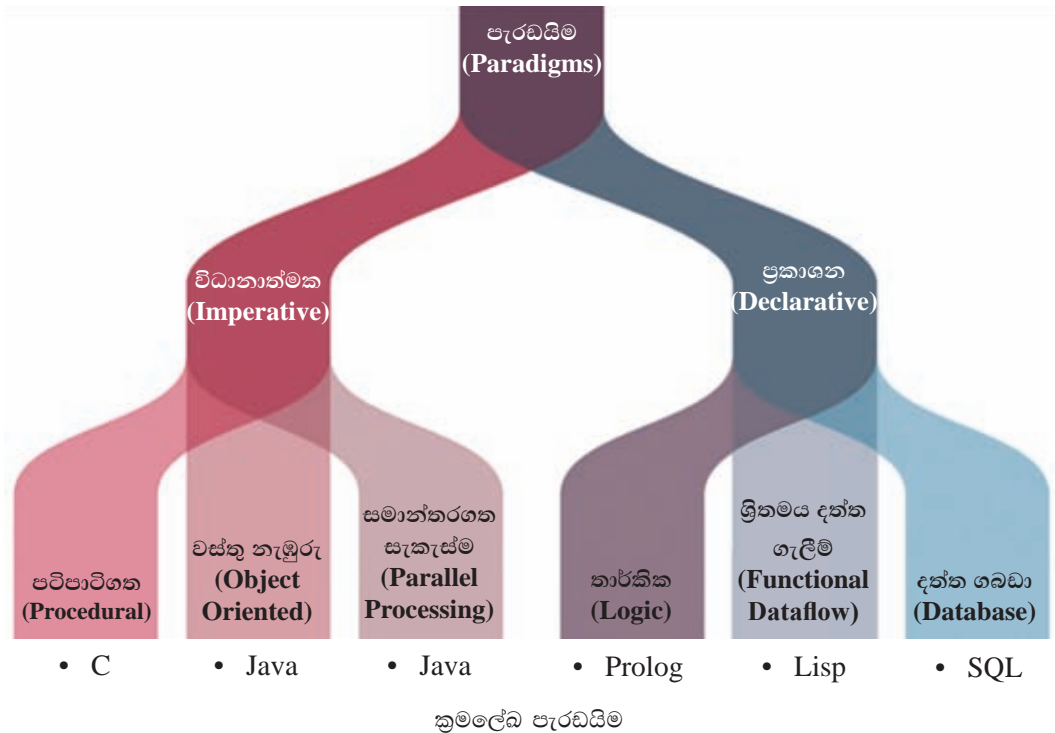 පැරඩයිම
(Paradigms)
විධානාත්මක
(Imperative)
ප්‍රකාශන
(Declarative)
පටිපාටිගත
(Procedural)
වස්තු නැඹුරු
(Object
Oriented)
සමාන්තරගත
සැකැස්ම
(Parallel
Processing)
තාර්කික
(Logic)
ශ්‍රිතමය දත්ත
ගැලීම්
(Functional
Dataflow)
දත්ත ගබඩා
(Database)
• C
• Java
• Java
• Prolog
• Lisp
• SQL
ක්‍රමලේඛ පැරඩයිම